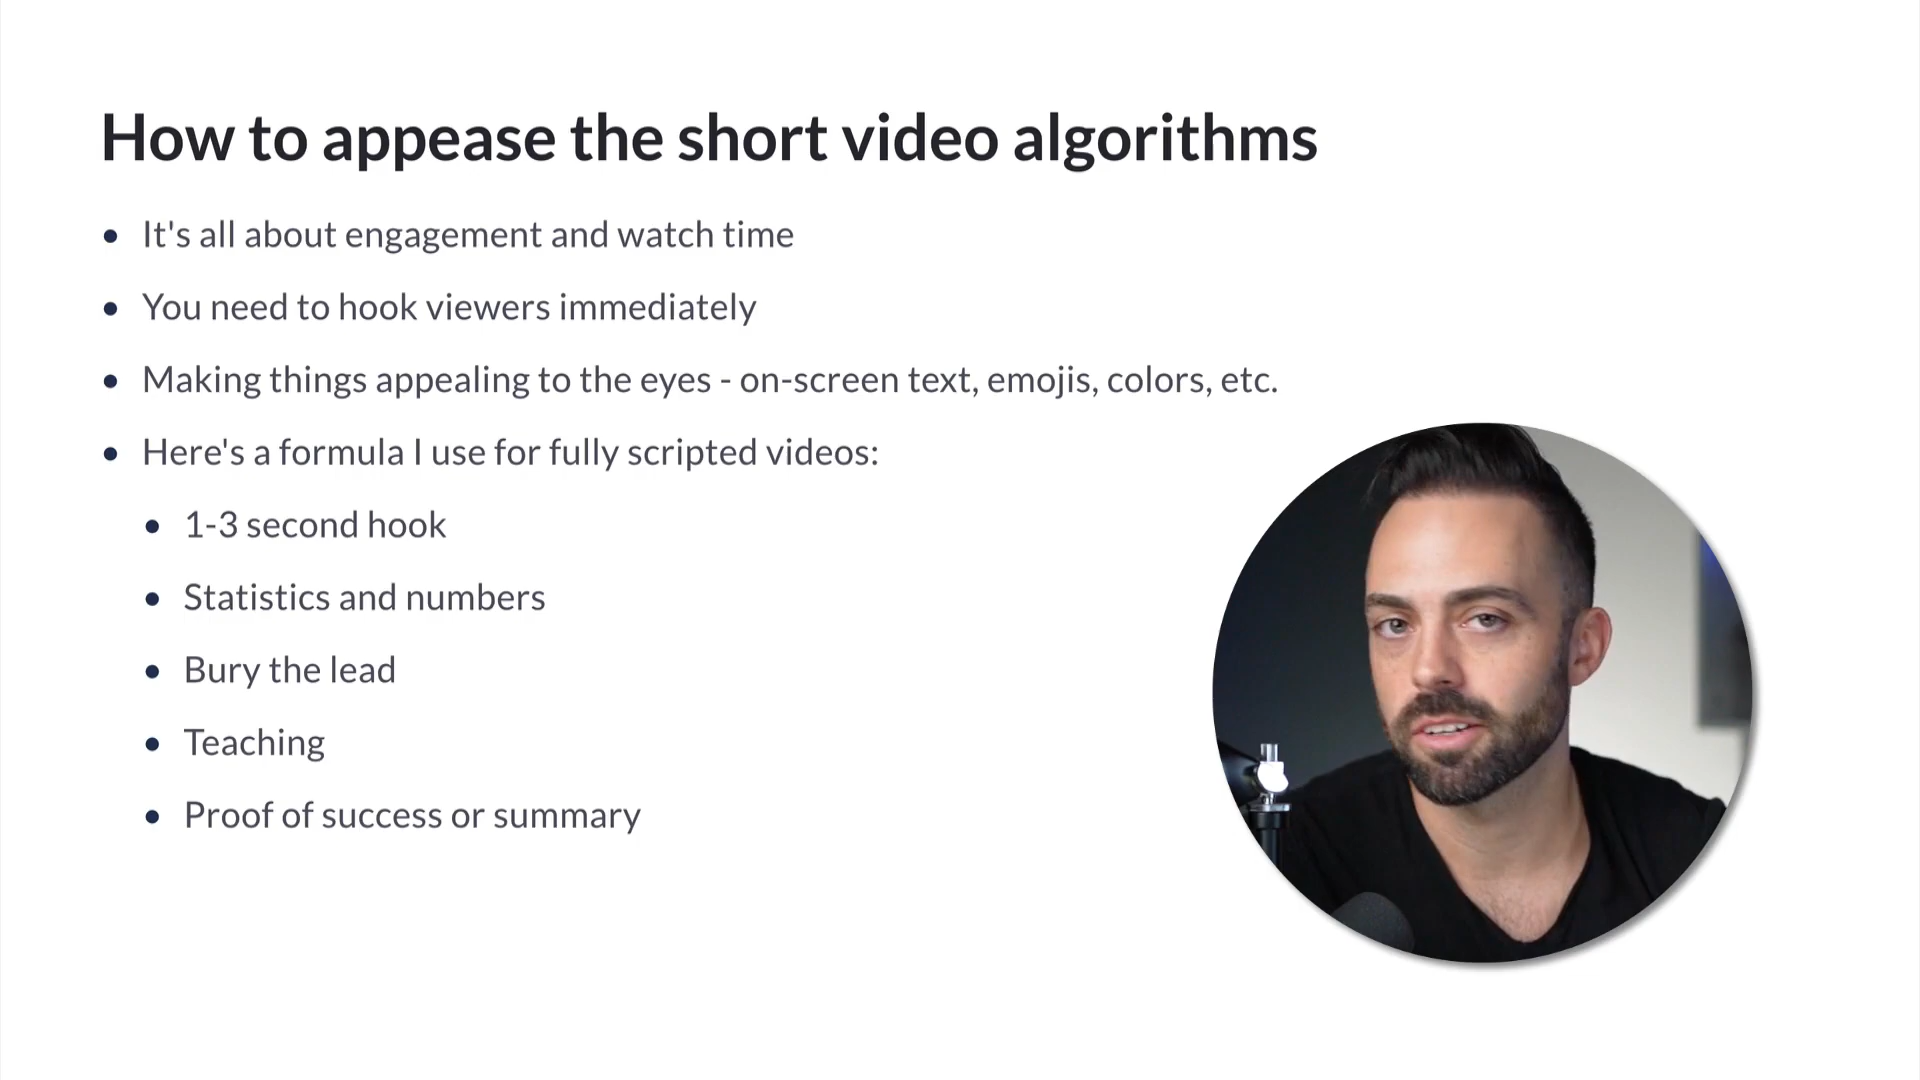 How to appease the short video algorithms
• It's all about engagement and watch time
• You need to hook viewers immediately
• Making things appealing to the eyes - on-screen text, emojis, colors, etc.
• Here's a formula I use for fully scripted videos:
• 1-3 second hook
• Statistics and numbers
• Bury the lead
• Teaching
• Proof of success or summary